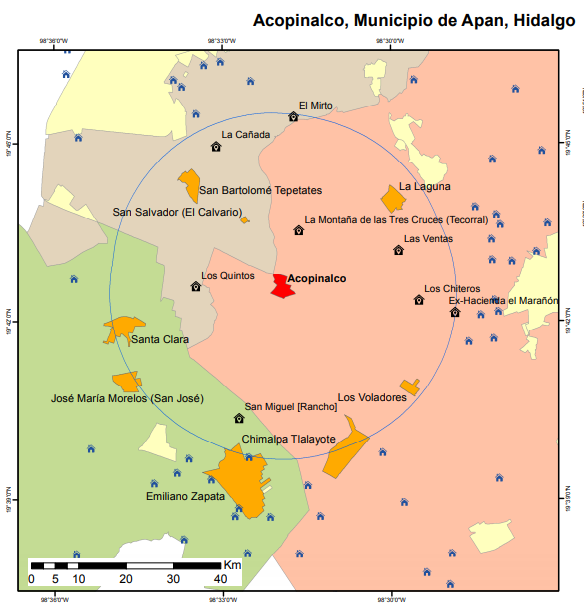 Acopinalco, Municipio de Apan, Hidalgo
98°36'0"W 98°33'0"W 98°30'0"W
El Mirto
La Cañada
19°45'0"N 19°45'0"N
San Bartolomé Tepetates
La Laguna
San Salvador (El Calvario)
La Montaña de las Tres Cruces (Tecorral)
Las Ventas
Los Quintos
Acopinalco
Los Chiteros
Ex-Hacienda el Marañón
19°42'0"N 19°42'0"N
Santa Clara
José María Morelos (San José)
Los Voladores
San Miguel [Rancho]
Chimalpa Tlalayote
Emiliano Zapata
19°39'0"N 19°39'0"N
Km
0 5 10 20 30 40
98°36'0"W 98°33'0"W 98°30'0"W